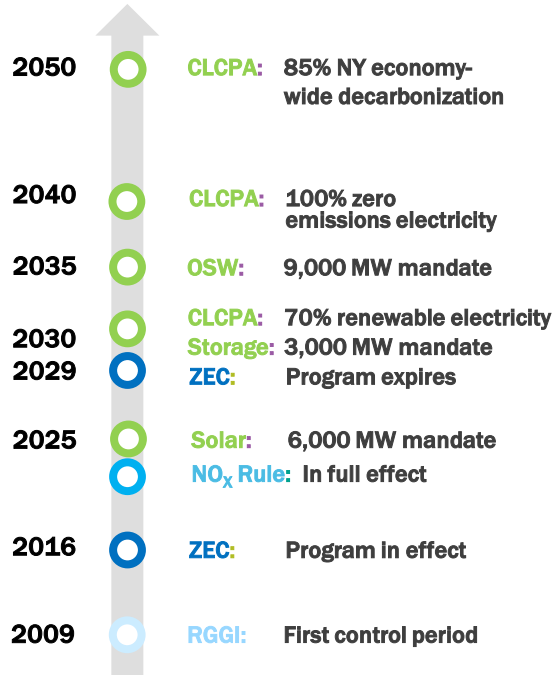 2050 CLCPA: 85% NY economy-
wide decarbonization
2040 CLCPA: 100% zero
emissions electricity
2035 OSW: 9,000 MW mandate
CLCPA: 70% renewable electricity
2030 Storage: 3,000 MW mandate
2029 ZEC: Program expires
2025 Solar: 6,000 MW mandate
NOx Rule: In full effect
2016 ZEC: Program in effect
2009 RGGI: First control period